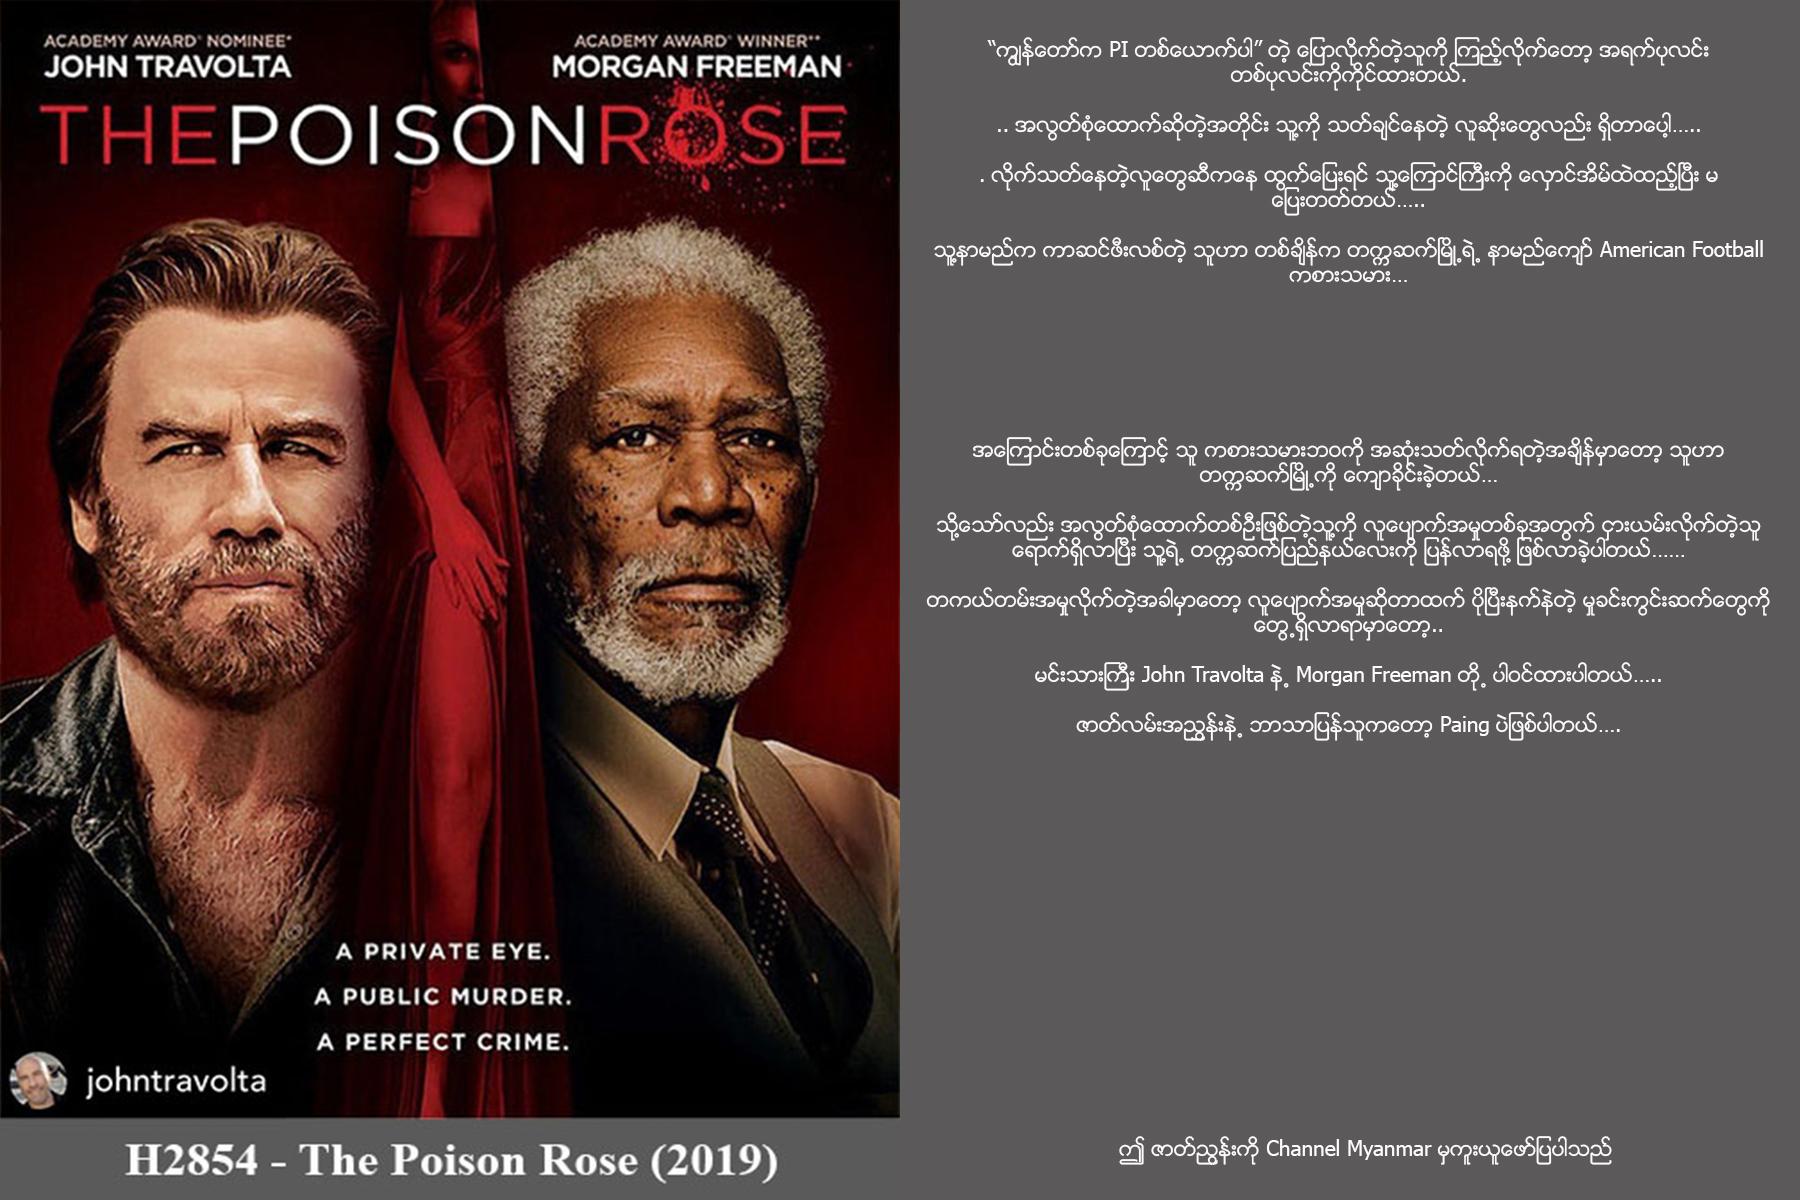 ACADEMY AWARD® NOMINEE*
JOHN TRAVOLTA
ACADEMY AWARD® WINNER**
MORGAN FREEMAN
THEPOISONROSE
A PRIVATE EYE.
A PUBLIC MURDER.
A PERFECT CRIME.
johntravolta
H2854 - The Poison Rose (2019)
“ကျွန်တော်က PI တစ်ယောက်ပါ” တဲ့ ပြောလိုက်တဲ့သူကို ကြည့်လိုက်တော့ အရက်ပုလင်း
တစ်ပုလင်းကိုကိုင်ထားတယ်.
.. အလွတ်စုံထောက်ဆိုတဲ့အတိုင်း သူ့ကို သတ်ချင်နေတဲ့ လူဆိုးတွေလည်း ရှိတာပေါ့…..
. လိုက်သတ်နေတဲ့လူတွေဆီကနေ ထွက်ပြေးရင် သူ့ကြောင်ကြီးကို လှောင်အိမ်ထဲထည့်ပြီး မ
ပြေးတတ်တယ်…..
သူ့နာမည်က ကာဆင်ဖီးလစ်တဲ့ သူဟာ တစ်ချိန်က တက္ကဆက်မြို့ရဲ့ နာမည်ကျော် American Football
ကစားသမား…
အကြောင်းတစ်ခုကြောင့် သူ ကစားသမားဘဝကို အဆုံးသတ်လိုက်ရတဲ့အချိန်မှာတော့ သူဟာ
တက္ကဆက်မြို့ကို ကျောခိုင်းခဲ့တယ်…
သို့သော်လည်း အလွတ်စုံထောက်တစ်ဦးဖြစ်တဲ့သူ့ကို လူပျောက်အမှုတစ်ခုအတွက် ငှားယမ်းလိုက်တဲ့သူ
ရောက်ရှိလာပြီး သူ့ရဲ့ တက္ကဆက်ပြည်နယ်လေးကို ပြန်လာရဖို့ ဖြစ်လာခဲ့ပါတယ်……
တကယ်တမ်းအမှုလိုက်တဲ့အခါမှာတော့ လူပျောက်အမှုဆိုတာထက် ပိုပြီးနက်နဲတဲ့ မှုခင်းကွင်းဆက်တွေကို
တွေ့ရှိလာရာမှာတော့..
မင်းသားကြီး John Travolta နဲ့ Morgan Freeman တို့ ပါဝင်ထားပါတယ်…..
ဇာတ်လမ်းအညွှန်းနဲ့ ဘာသာပြန်သူကတော့ Paing ပဲဖြစ်ပါတယ်….
ဤ ဇာတ်ညွှန်းကို Channel Myanmar မှကူးယူဖော်ပြပါသည်